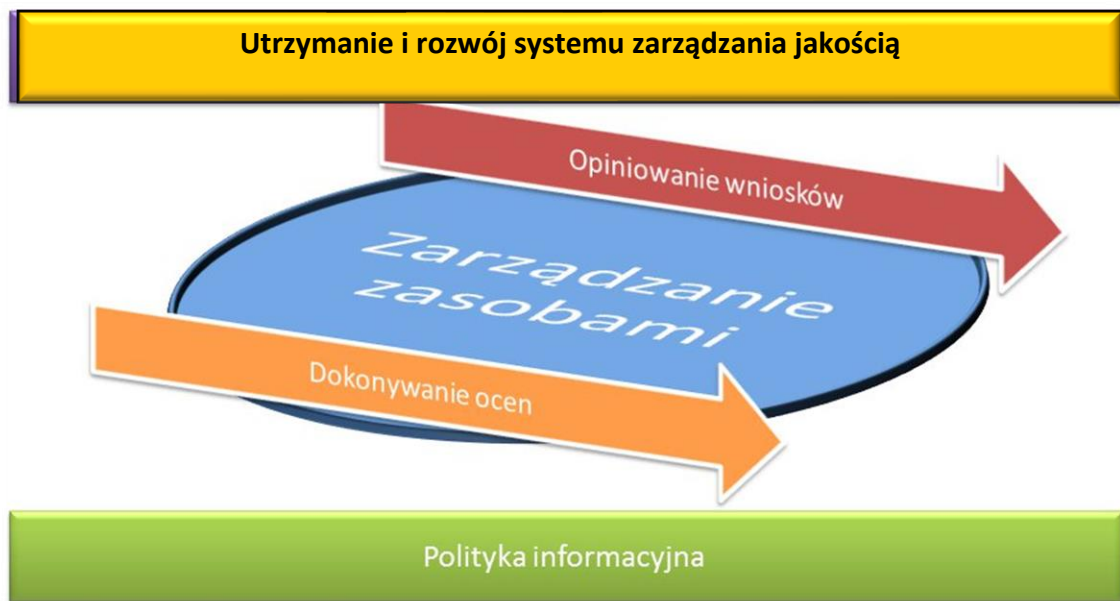 Utrzymanie i rozwój systemu zarządzania jakością
Opiniowanie wniosków
Zarządzanie
zasobami
Dokonywanie ocen
Polityka informacyjna